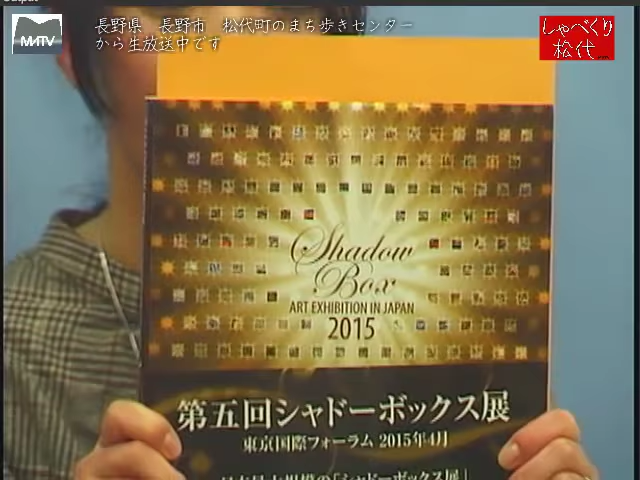 MATV
長野県　長野市　松代町のまち歩きセンター
から生放送中です
しゃべくり
松代
Shadow
Box
ART EXHIBITION IN JAPAN
2015
第五回シャドーボックス展
東京国際フォーラム 2015年4月